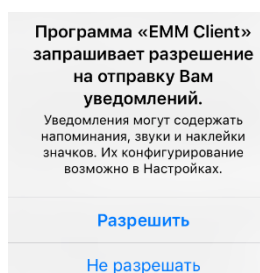 Программа «EMM Client»
запрашивает разрешение
на отправку Вам
уведомлений.
Уведомления могут содержать
напоминания, звуки и наклейки
значков. Их конфигурирование
возможно в Настройках.
Разрешить
Не разрешать